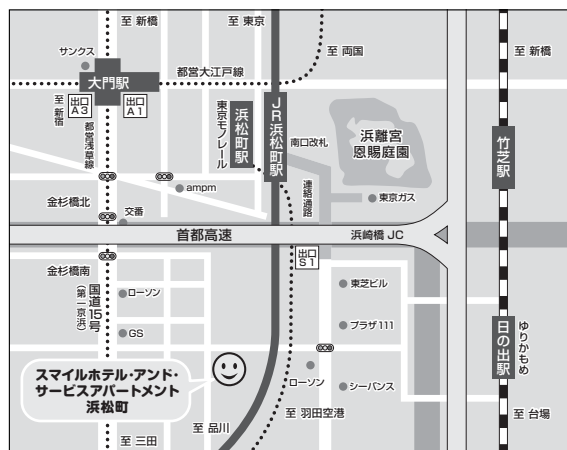 至 新橋
至 東京
至 両国
至 新橋
サンクス
大門駅
都営大江戸線
至 新宿
出口
A3
出口
A1
都営浅草線
東京モノレール
浜松町駅
JR浜松町駅
南口改札
浜離宮
恩賜庭園
竹芝駅
ampm
連絡通路
東京ガス
金杉橋北
交番
首都高速
浜崎橋 JC
金杉橋南
出口
S1
国道15号
(第一京浜)
ローソン
GS
東芝ビル
プラザ111
日の出駅
ゆりかもめ
スマイルホテル・アンド・
サービスアパートメント
浜松町
ローソン
シーバンス
至 三田
至 品川
至 羽田空港
至 台場